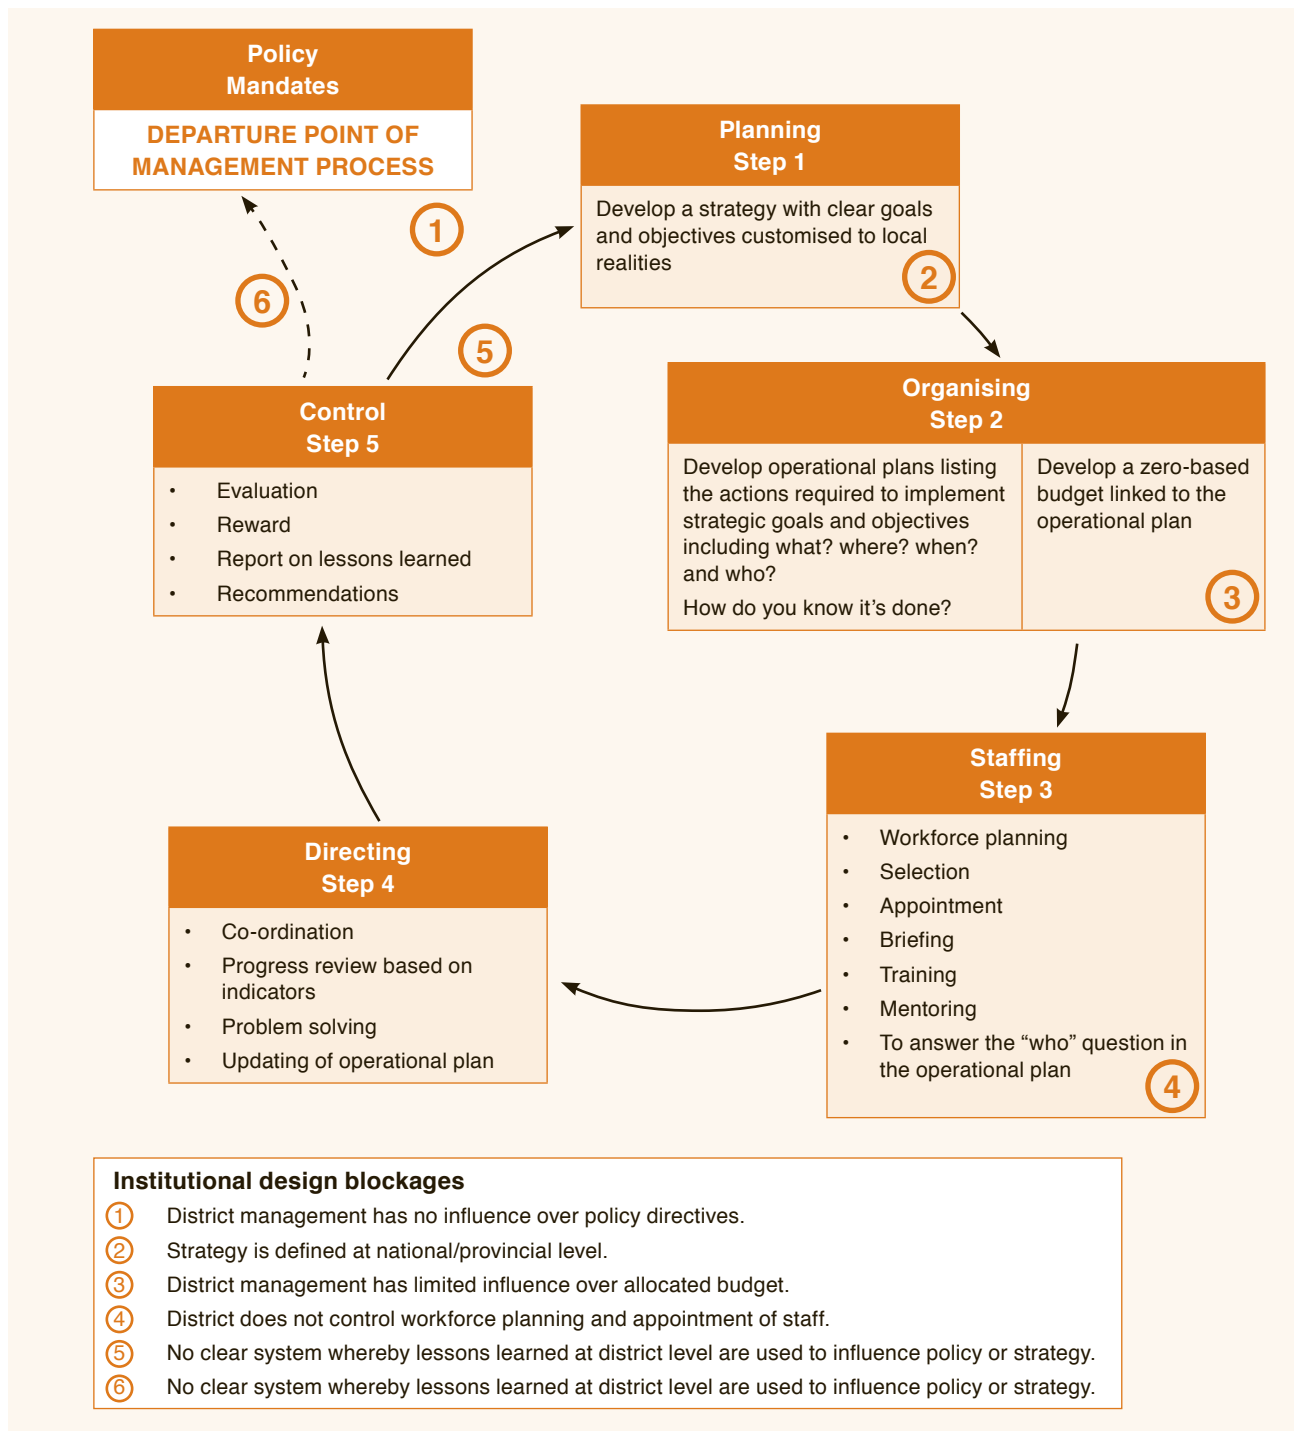 Policy
Mandates
DEPARTURE POINT OF
MANAGEMENT PROCESS
1
Planning
Step 1
Develop a strategy with clear goals
and objectives customised to local
realities
2
6
5
Organising
Step 2
Develop operational plans listing
the actions required to implement
strategic goals and objectives
including what? where? when?
and who?
How do you know it’s done?
Develop a zero-based
budget linked to the
operational plan
3
Control
Step 5
• Evaluation
• Reward
• Report on lessons learned
• Recommendations
Staffing
Step 3
• Workforce planning
• Selection
• Appointment
• Briefing
• Training
• Mentoring
• To answer the “who” question in
the operational plan
4
Directing
Step 4
• Co-ordination
• Progress review based on
indicators
• Problem solving
• Updating of operational plan
Institutional design blockages
1 District management has no influence over policy directives.
2 Strategy is defined at national/provincial level.
3 District management has limited influence over allocated budget.
4 District does not control workforce planning and appointment of staff.
5 No clear system whereby lessons learned at district level are used to influence policy or strategy.
6 No clear system whereby lessons learned at district level are used to influence policy or strategy.